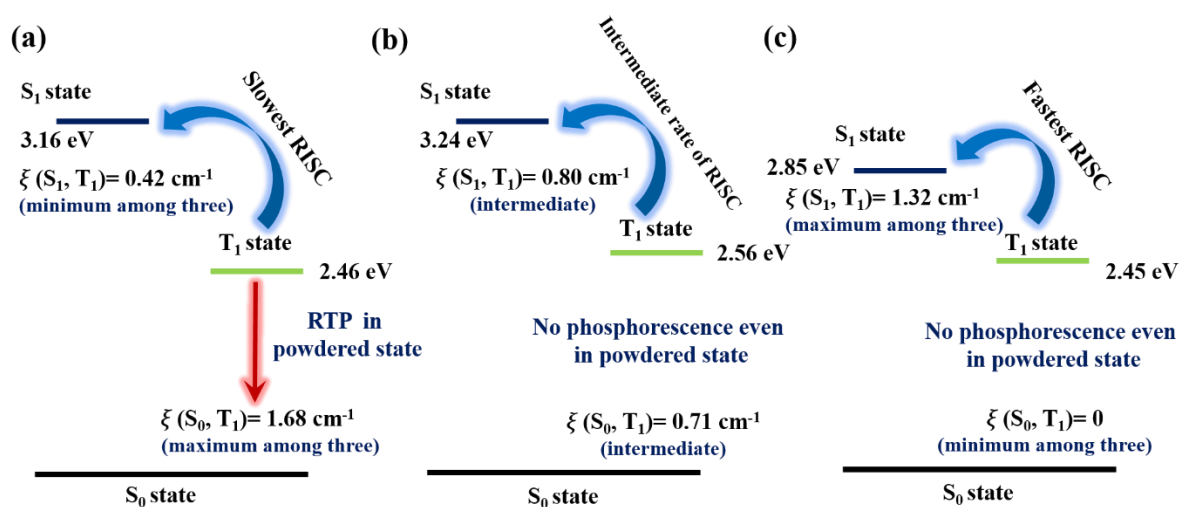 (a)
S₁ state
3.16 eV
ξ (S₁, T₁)= 0.42 cm⁻¹
(minimum among three)
Slowest RISC
T₁ state
2.46 eV
RTP in
powdered state
ξ (S₀, T₁)= 1.68 cm⁻¹
(maximum among three)
S₀ state
(b)
S₁ state
3.24 eV
ξ (S₁, T₁)= 0.80 cm⁻¹
(intermediate)
Intermediate rate of RISC
T₁ state
2.56 eV
No phosphorescence even
in powdered state
ξ (S₀, T₁)= 0.71 cm⁻¹
(intermediate)
S₀ state
(c)
S₁ state
2.85 eV
ξ (S₁, T₁)= 1.32 cm⁻¹
(maximum among three)
Fastest RISC
T₁ state
2.45 eV
No phosphorescence even
in powdered state
ξ (S₀, T₁)= 0
(minimum among three)
S₀ state